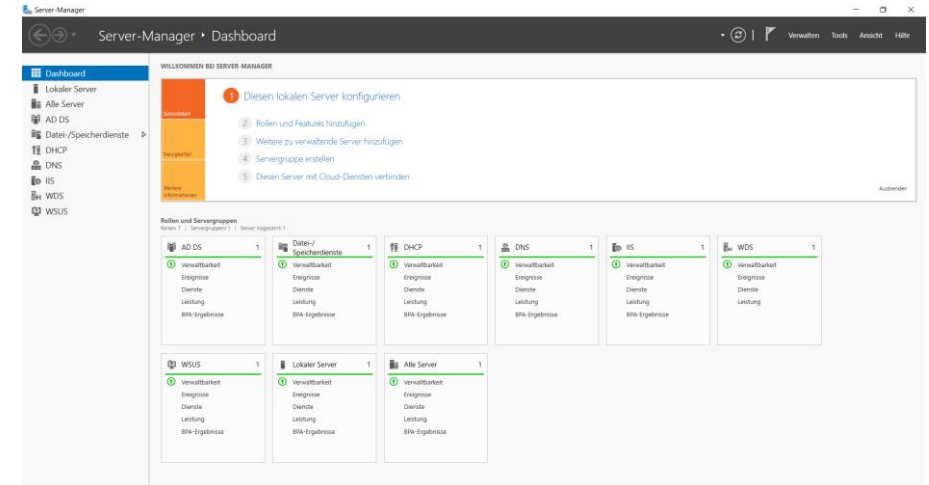 Server-Manager
Server-Manager
Dashboard
Verwalten
Tools
Ansicht
Hilfe
Dashboard
Lokaler Server
Alle Server
AD DS
Datei-/Speicherdienste
DHCP
DNS
IIS
WDS
WSUS
WILLKOMMEN BEI SERVER-MANAGER
Schnellstart
Neuigkeiten
Weitere
Informationen
1 Diesen lokalen Server konfigurieren
2 Rollen und Features hinzufügen
3 Weitere zu verwaltende Server hinzufügen
4 Servergruppe erstellen
5 Diesen Server mit Cloud-Diensten verbinden
Ausblenden
Rollen und Servergruppen
Rollen 7 | Servergruppen 1 | Server insgesamt 1
AD DS 1
Verwaltbarkeit
Ereignisse
Dienste
Leistung
BPA-Ergebnisse
Datei-/
Speicherdienste 1
Verwaltbarkeit
Ereignisse
Dienste
Leistung
BPA-Ergebnisse
DHCP 1
Verwaltbarkeit
Ereignisse
Dienste
Leistung
BPA-Ergebnisse
DNS 1
Verwaltbarkeit
Ereignisse
Dienste
Leistung
BPA-Ergebnisse
IIS 1
Verwaltbarkeit
Ereignisse
Dienste
Leistung
BPA-Ergebnisse
WDS 1
Verwaltbarkeit
Ereignisse
Dienste
Leistung
WSUS 1
Verwaltbarkeit
Ereignisse
Dienste
Leistung
BPA-Ergebnisse
Lokaler Server 1
Verwaltbarkeit
Ereignisse
Dienste
Leistung
BPA-Ergebnisse
Alle Server 1
Verwaltbarkeit
Ereignisse
Dienste
Leistung
BPA-Ergebnisse